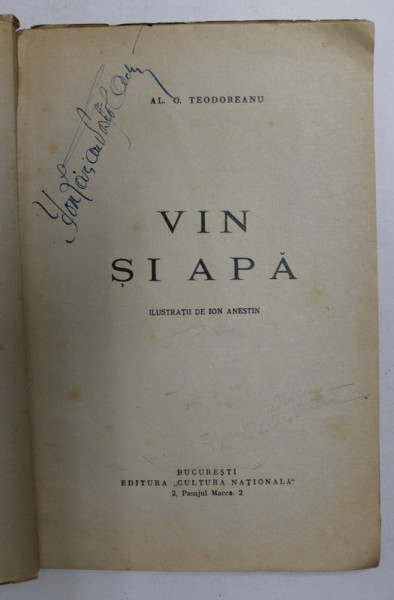 AL. O. TEODOREANU
VIN
ȘI APĂ
ILUSTRAȚII DE ION ANESTIN
BUCUREȘTI
EDITURA „CULTURA NAȚIONALĂ"
2, Pasajul Macca, 2